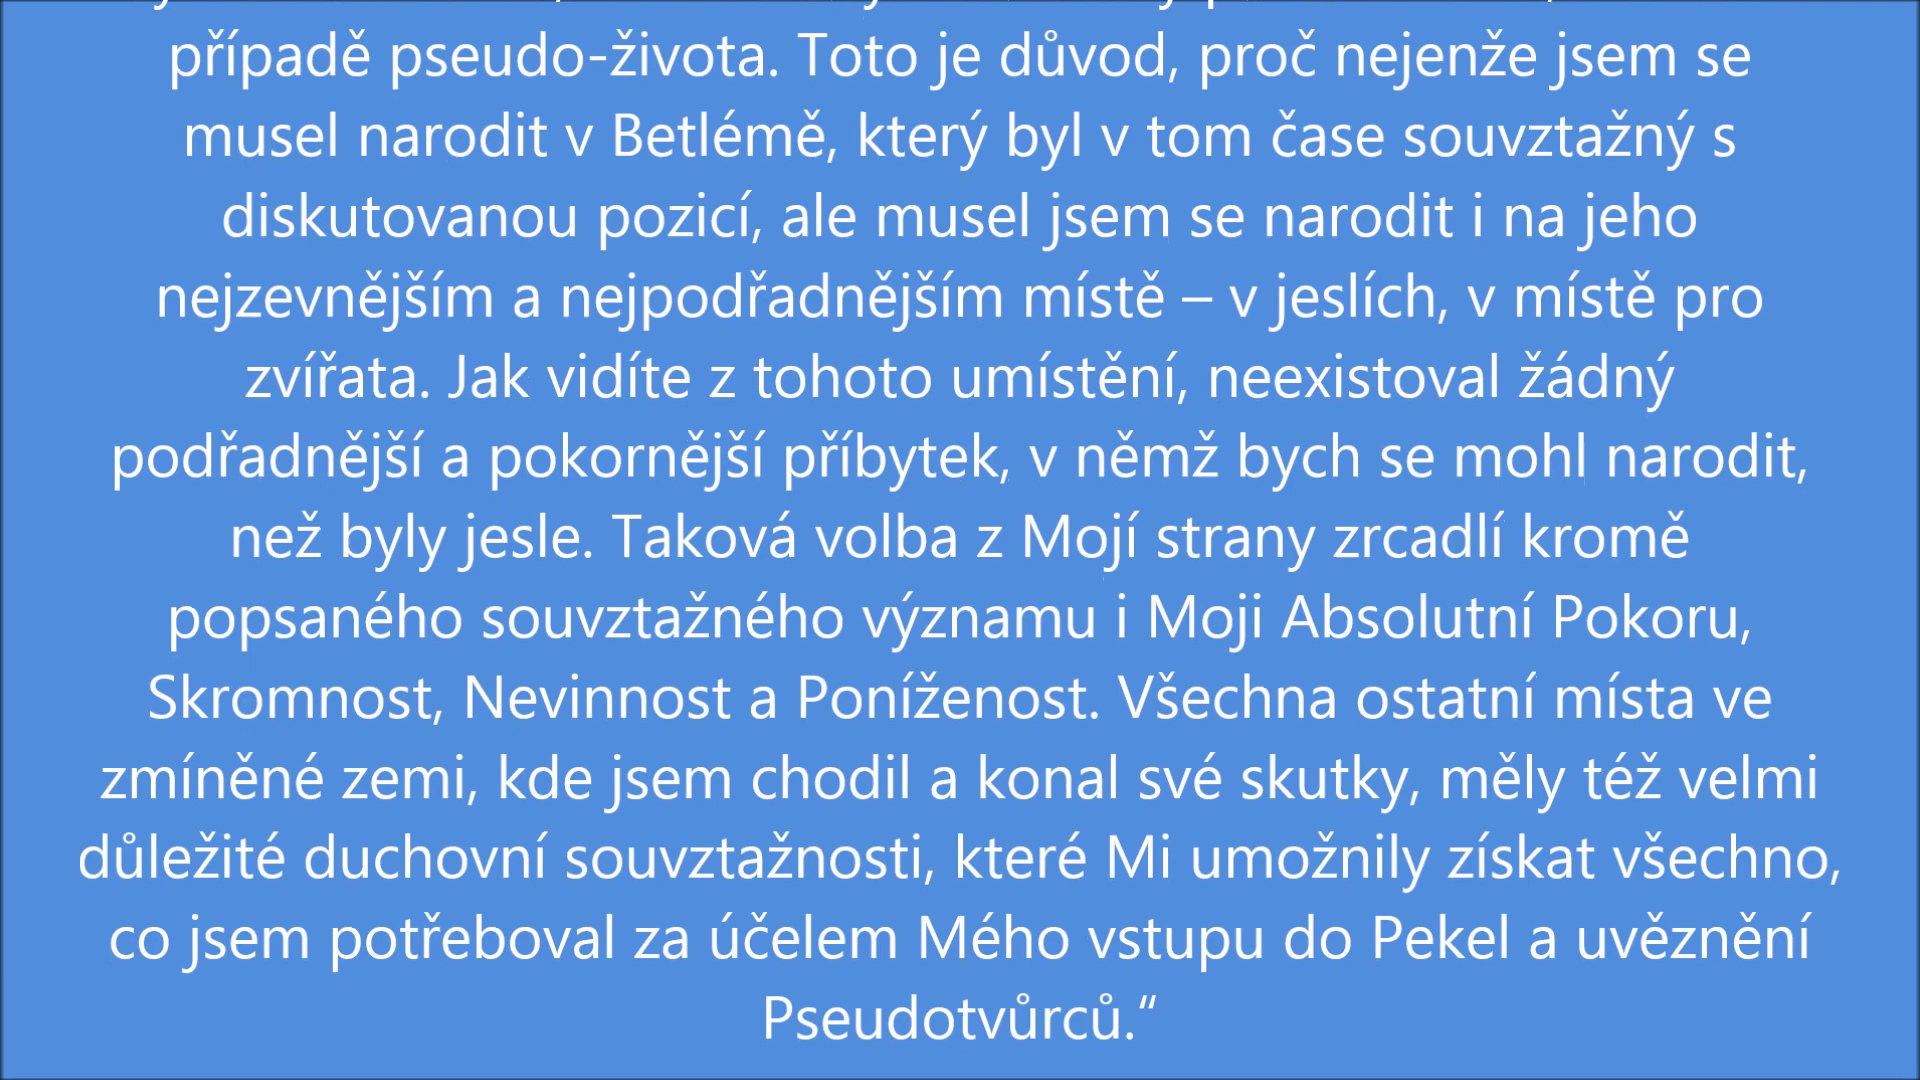 případě pseudo-života. Toto je důvod, proč nejenže jsem se
musel narodit v Betlémě, který byl v tom čase souvztažný s
diskutovanou pozicí, ale musel jsem se narodit i na jeho
nejzevnějším a nejpodřadnějším místě – v jeslích, v místě pro
zvířata. Jak vidíte z tohoto umístění, neexistoval žádný
podřadnější a pokornější příbytek, v němž bych se mohl narodit,
než byly jesle. Taková volba z Mojí strany zrcadlí kromě
popsaného souvztažného významu i Moji Absolutní Pokoru,
Skromnost, Nevinnost a Poníženost. Všechna ostatní místa ve
zmíněné zemi, kde jsem chodil a konal své skutky, měly též velmi
důležité duchovní souvztažnosti, které Mi umožnily získat všechno,
co jsem potřeboval za účelem Mého vstupu do Pekel a uvěznění
Pseudotvůrců.“